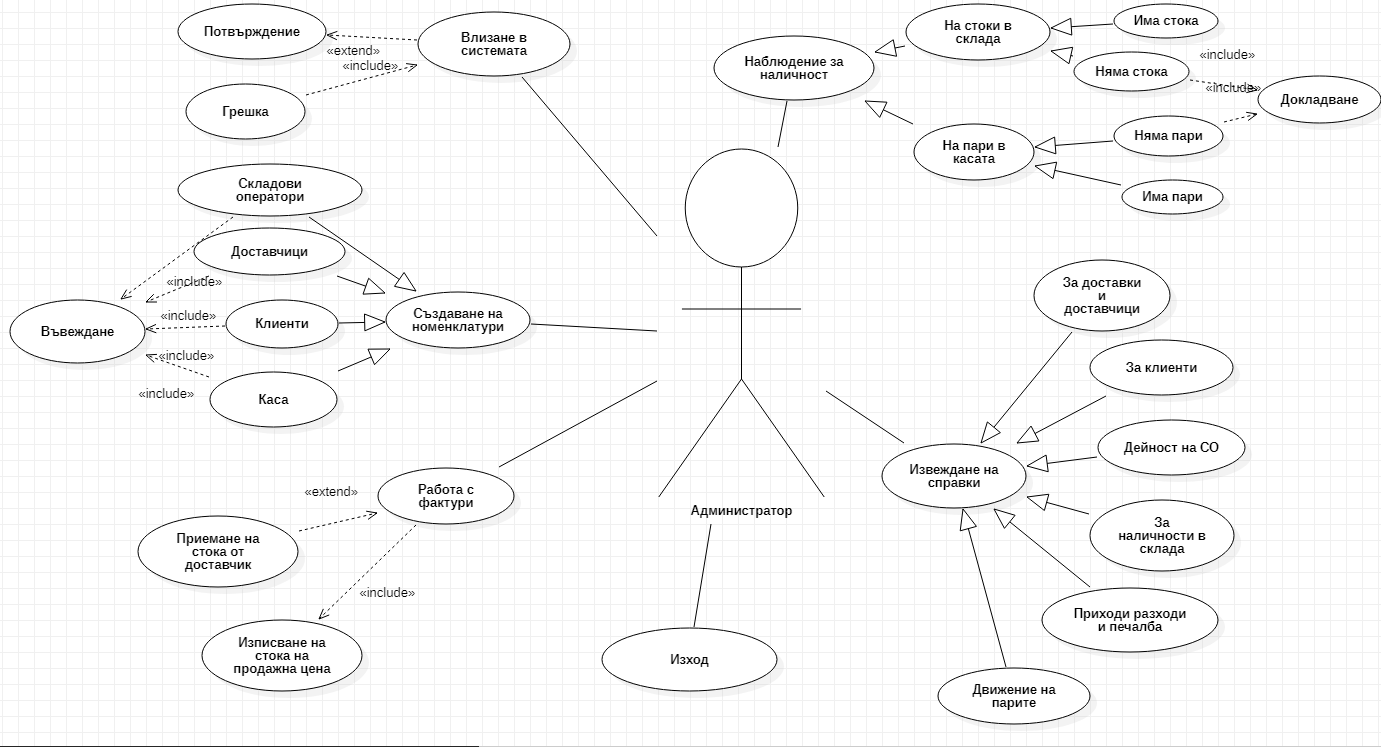 Потвърждение
«extend»
«include»
Грешка
Влизане в
системата
Наблюдение за
наличност
На стоки в
склада
Има стока
Няма стока
«include»
«include»
Докладване
На пари в
касата
Няма пари
Има пари
Складови
оператори
Доставчици
«include»
Въвеждане
«include»
Клиенти
Създаване на
номенклатури
«include»
«include»
Каса
За доставки
и
доставчици
За клиенти
Дейност на СО
Извеждане на
справки
За
наличности в
склада
Приходи разходи
и печалба
Движение на
парите
Работа с
фактури
«extend»
Приемане на
стока от
доставчик
«include»
Изписване на
стока на
продажна цена
Администратор
Изход